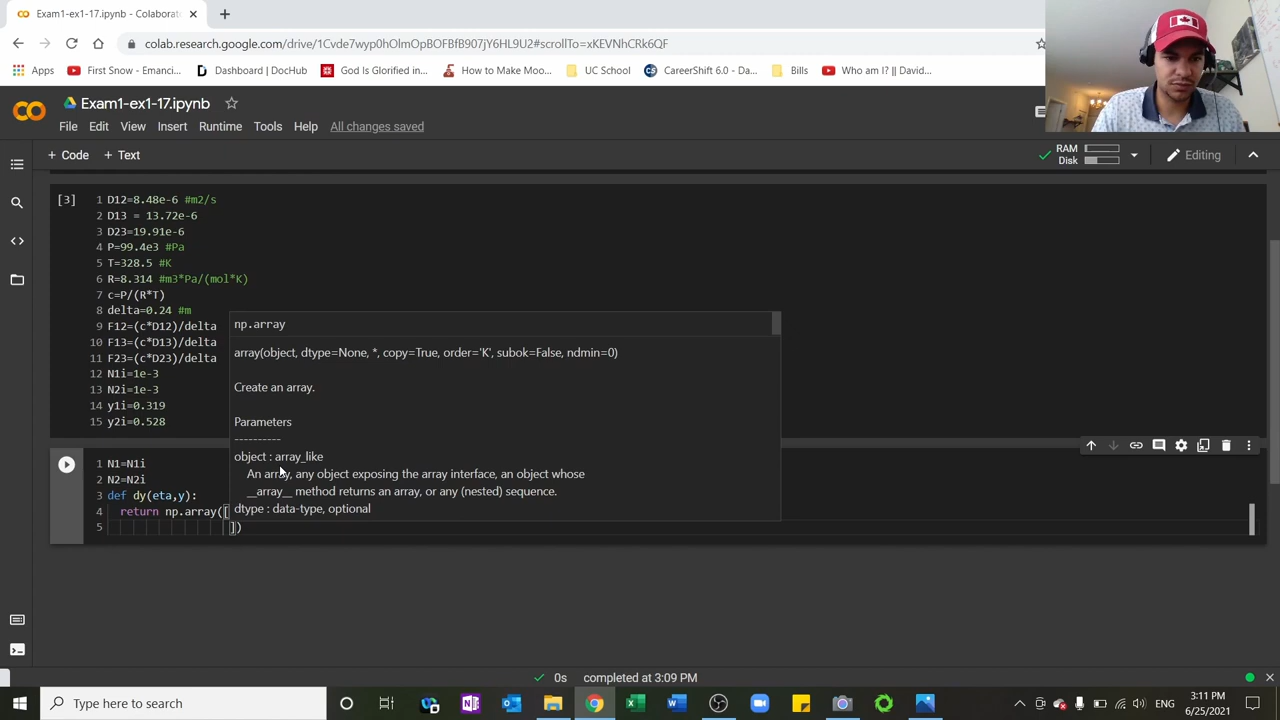 Exam1-ex1-17.ipynb - Colaborato
colab.research.google.com/drive/1Cvde7wyp0hOlmOpBOFBfB907jY6HL9U2#scrollTo=xKEVNhCRk6QF
Apps
First Snow - Emanci...
Dashboard | DocHub
God Is Glorified in...
How to Make Moo...
UC School
CareerShift 6.0 - Da...
Bills
Who am I? || David...
Exam1-ex1-17.ipynb
File Edit View Insert Runtime Tools Help All changes saved
+ Code + Text
RAM
Disk
Editing
[3]
1 D12=8.48e-6 #m2/s
2 D13 = 13.72e-6
3 D23=19.91e-6
4 P=99.4e3 #Pa
5 T=328.5 #K
6 R=8.314 #m3*Pa/(mol*K)
7 c=P/(R*T)
8 delta=0.24 #m
9 F12=(c*D12)/delta
10 F13=(c*D13)/delta
11 F23=(c*D23)/delta
12 N1i=1e-3
13 N2i=1e-3
14 y1i=0.319
15 y2i=0.528
np.array
array(object, dtype=None, *, copy=True, order='K', subok=False, ndmin=0)
Create an array.
Parameters
----------
object : array_like
An array, any object exposing the array interface, an object whose
__array__ method returns an array, or any (nested) sequence.
dtype : data-type, optional
1 N1=N1i
2 N2=N2i
3 def dy(eta,y):
4 return np.array([
5 ])
0s completed at 3:09 PM
Type here to search
ENG
3:11 PM
6/25/2021